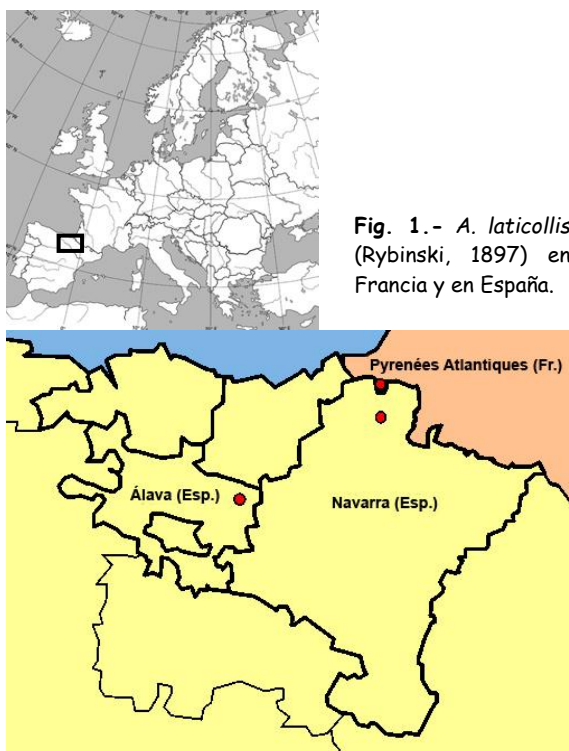 Fig. 1.- A. laticollis
(Rybinski, 1897) en
Francia y en España.
Pyrenées Atlantiques (Fr.)
Álava (Esp.)
Navarra (Esp.)